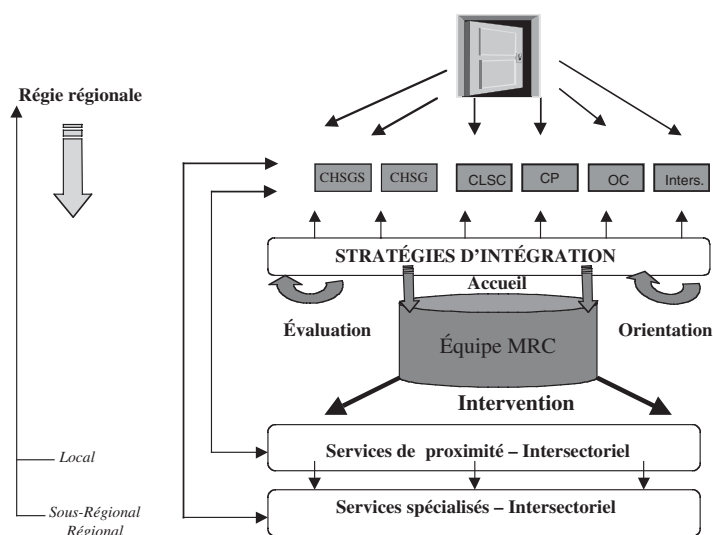 Régie régionale
CHSGS CHSG CLSC CP OC Inters.
STRATÉGIES D'INTÉGRATION
Accueil
Évaluation Orientation
Équipe MRC
Intervention
Services de proximité – Intersectoriel
Local
Services spécialisés – Intersectoriel
Sous-Régional
Régional